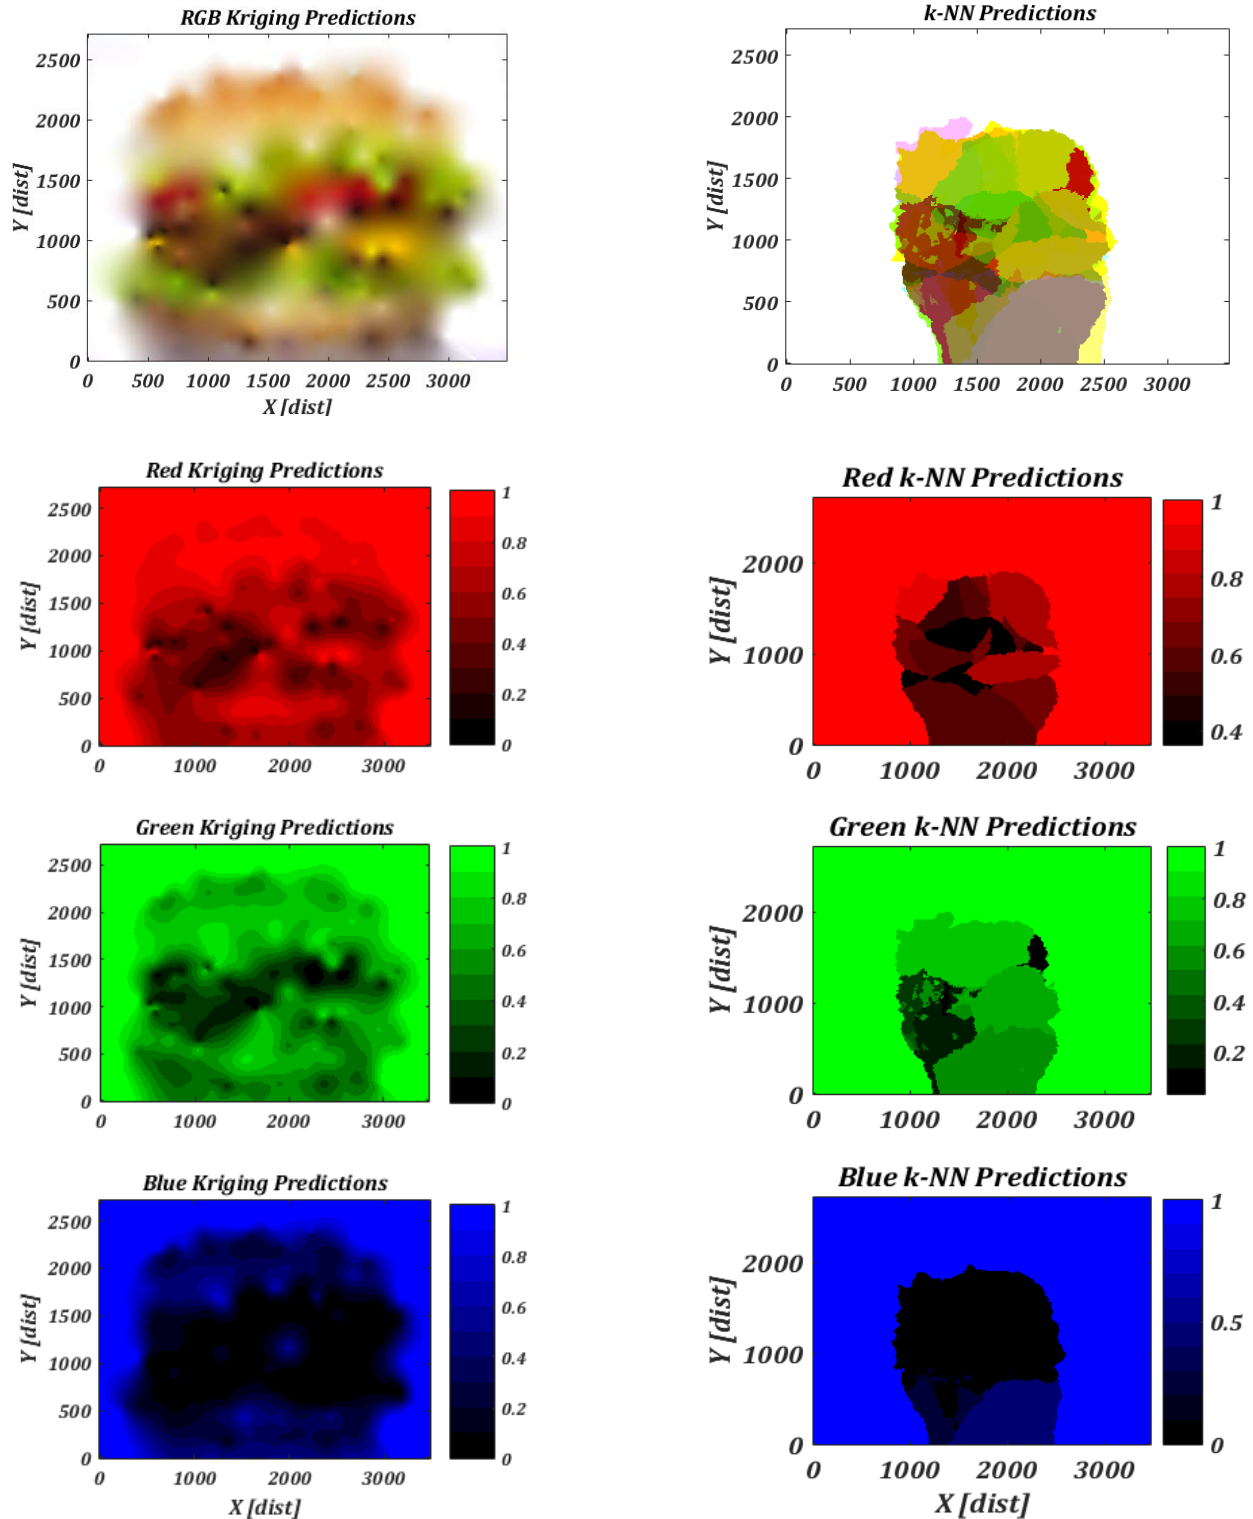 RGB Kriging Predictions
2500
2000
1500
1000
500
0
Y [dist]
0 500 1000 1500 2000 2500 3000
X [dist]
k-NN Predictions
2500
2000
1500
1000
500
0
Y [dist]
0 500 1000 1500 2000 2500 3000
Red Kriging Predictions
2500
2000
1500
1000
500
0
Y [dist]
0 1000 2000 3000
1
0.8
0.6
0.4
0.2
0
Red k-NN Predictions
2000
1000
0
Y [dist]
0 1000 2000 3000
1
0.8
0.6
0.4
Green Kriging Predictions
2500
2000
1500
1000
500
0
Y [dist]
0 1000 2000 3000
1
0.8
0.6
0.4
0.2
0
Green k-NN Predictions
2000
1000
0
Y [dist]
0 1000 2000 3000
1
0.8
0.6
0.4
0.2
Blue Kriging Predictions
2500
2000
1500
1000
500
0
Y [dist]
0 1000 2000 3000
X [dist]
1
0.8
0.6
0.4
0.2
0
Blue k-NN Predictions
2000
1000
0
Y [dist]
0 1000 2000 3000
X [dist]
1
0.5
0